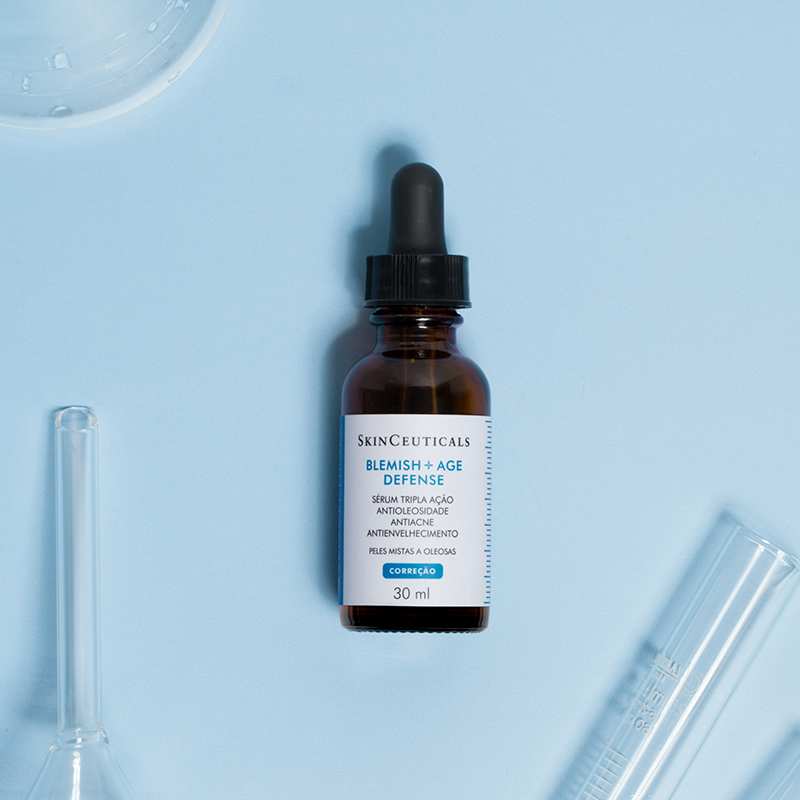 SKINCEUTICALS
BLEMISH + AGE
DEFENSE
SÉRUM TRIPLA AÇÃO
ANTIOLEOSIDADE
ANTIACNE
ANTIENVELHECIMENTO
PELES MISTAS A OLEOSAS
CORREÇÃO
30 ml